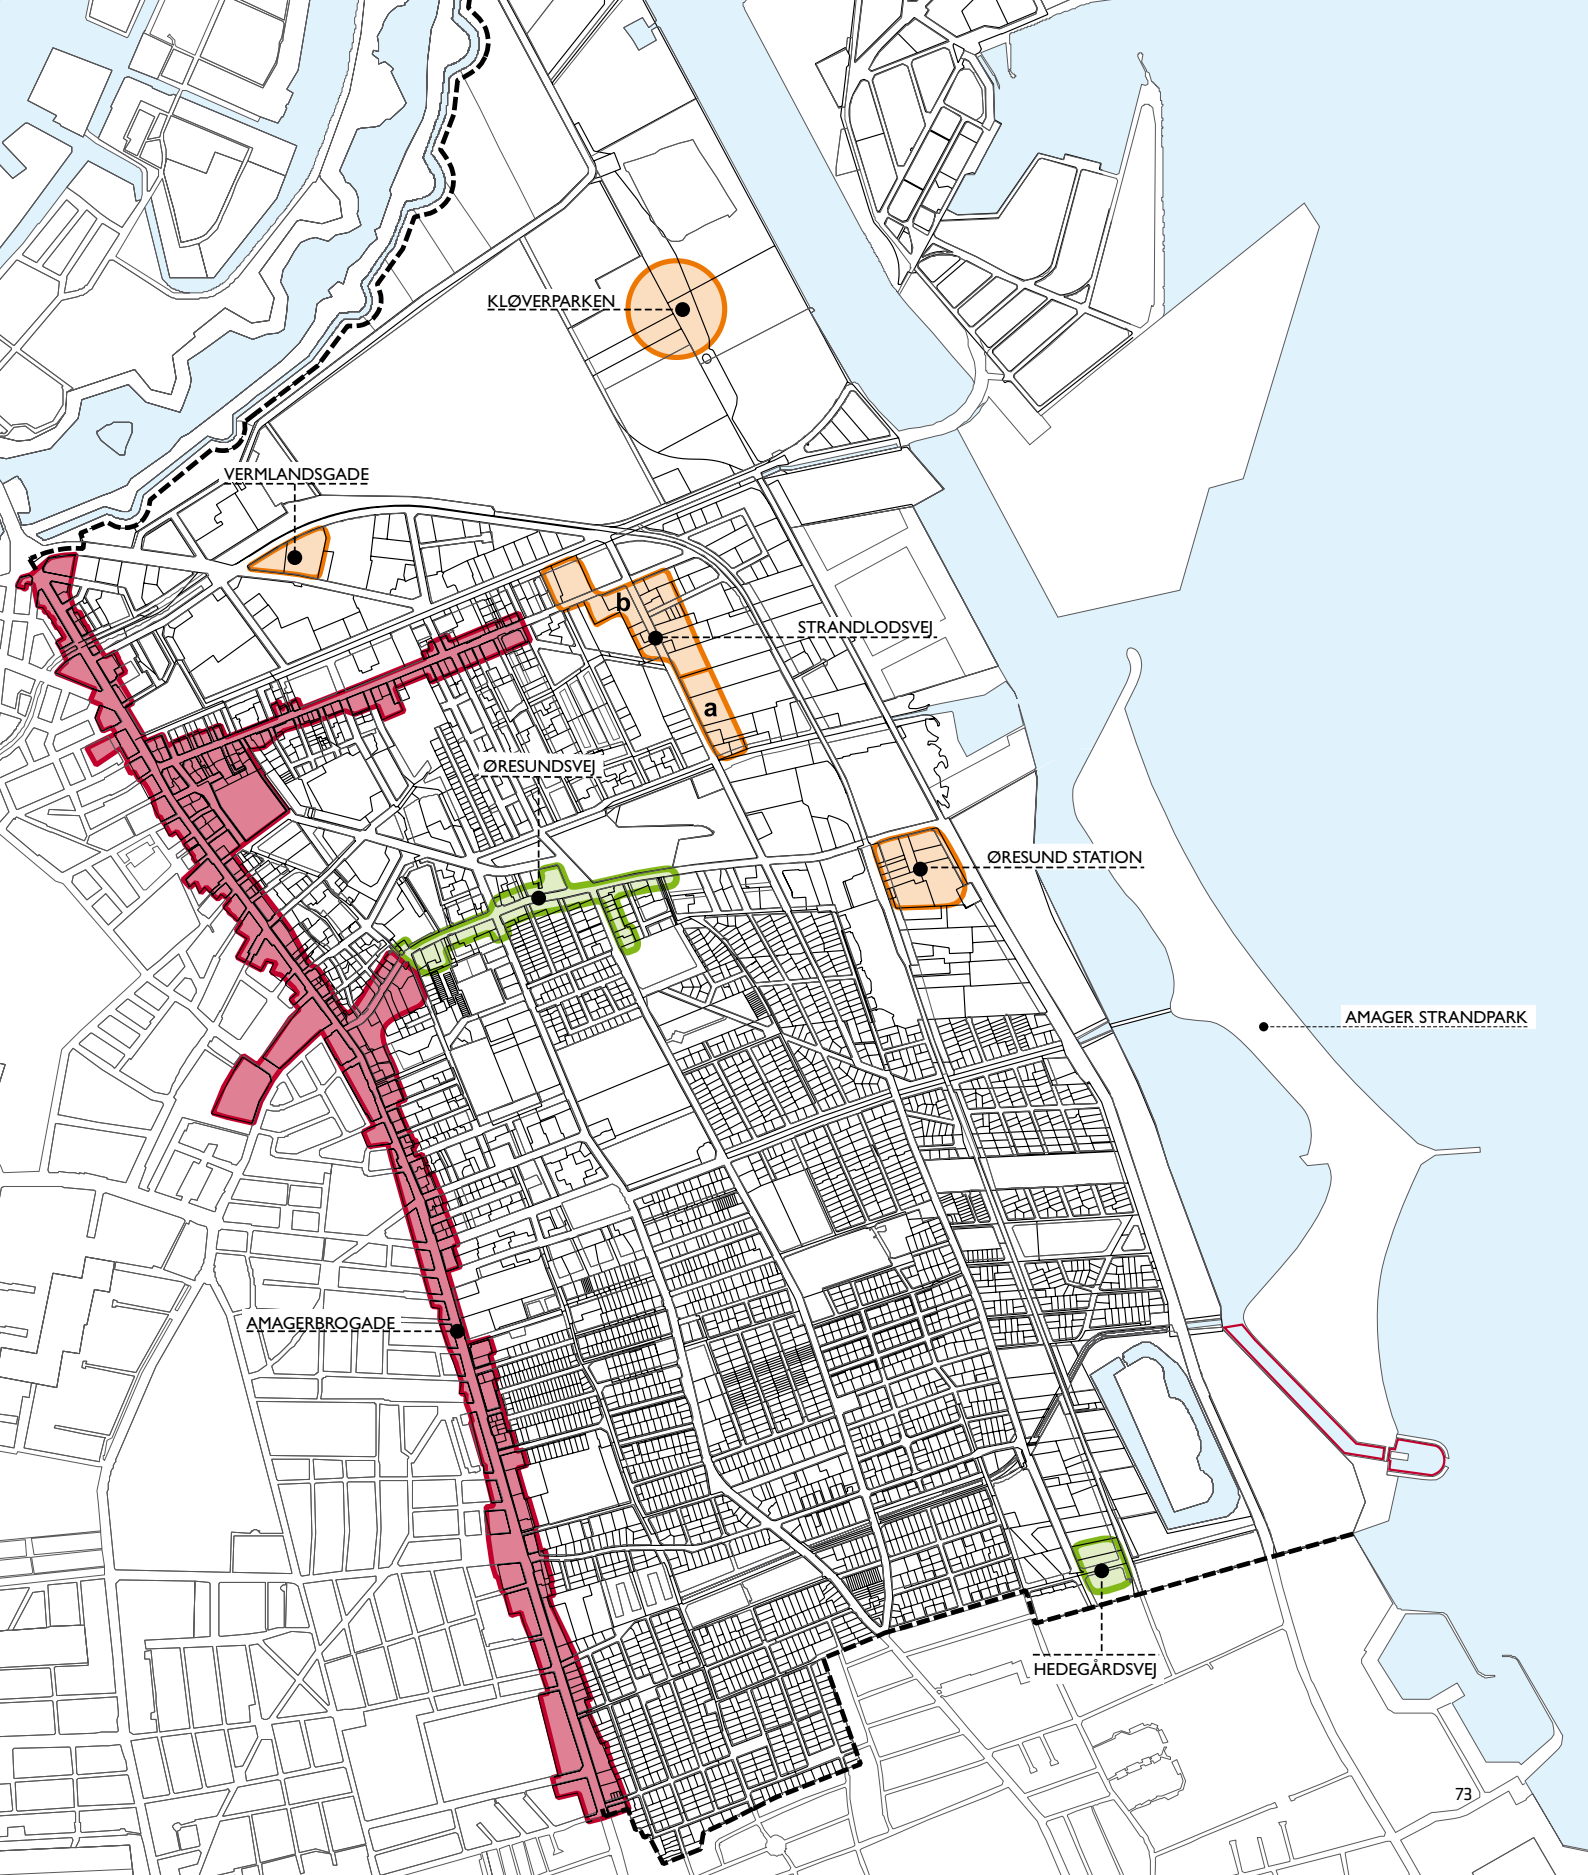 KLØVERPARKEN
VERMLANDSGADE
b
STRANDLODSVEJ
a
ØRESUNDSVEJ
ØRESUND STATION
AMAGER STRANDPARK
AMAGERBROGADE
HEDEGÅRDSVEJ
73